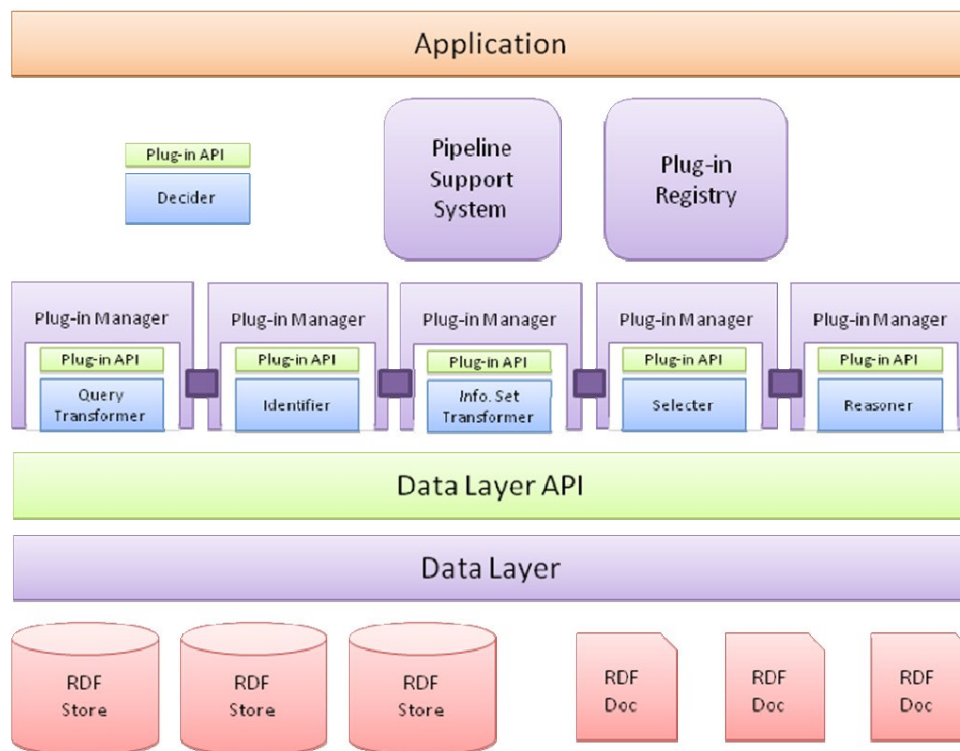 Application
Plug-in API
Decider
Pipeline
Support
System
Plug-in
Registry
Plug-in Manager
Plug-in API
Query
Transformer
Plug-in Manager
Plug-in API
Identifier
Plug-in Manager
Plug-in API
Info. Set
Transformer
Plug-in Manager
Plug-in API
Selecter
Plug-in Manager
Plug-in API
Reasoner
Data Layer API
Data Layer
RDF
Store
RDF
Store
RDF
Store
RDF
Doc
RDF
Doc
RDF
Doc